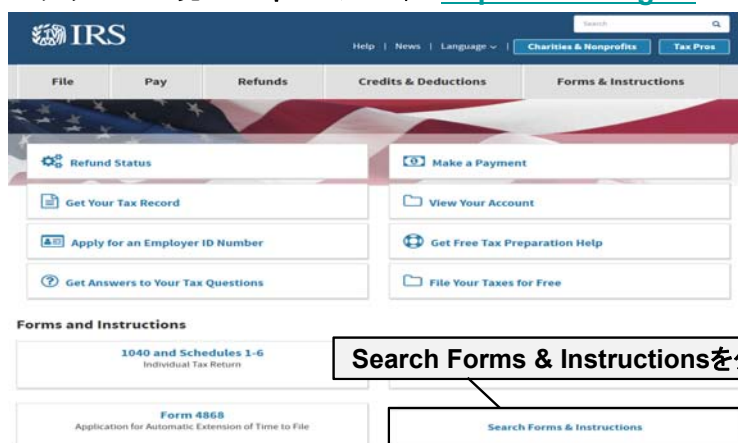 IRS
Search
Help | News | Language | Charities & Nonprofits Tax Pros
File Pay Refunds Credits & Deductions Forms & Instructions
Refund Status Make a Payment
Get Your Tax Record View Your Account
Apply for an Employer ID Number Get Free Tax Preparation Help
Get Answers to Your Tax Questions File Your Taxes for Free
Forms and Instructions
1040 and Schedules 1-6
Individual Tax Return
Search Forms & Instructionsを
Form 4868
Application for Automatic Extension of Time to File
Search Forms & Instructions